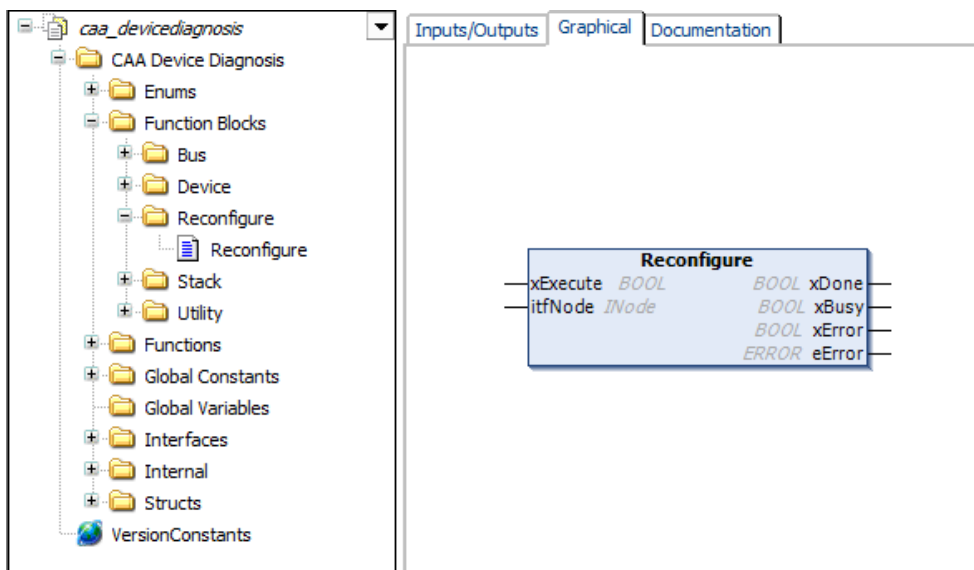 caa_devicediagnosis
CAA Device Diagnosis
Enums
Function Blocks
Bus
Device
Reconfigure
Reconfigure
Stack
Utility
Functions
Global Constants
Global Variables
Interfaces
Internal
Structs
VersionConstants
Inputs/Outputs Graphical Documentation
Reconfigure
xExecute BOOL BOOL xDone
itfNode INode BOOL xBusy
BOOL xError
ERROR eError